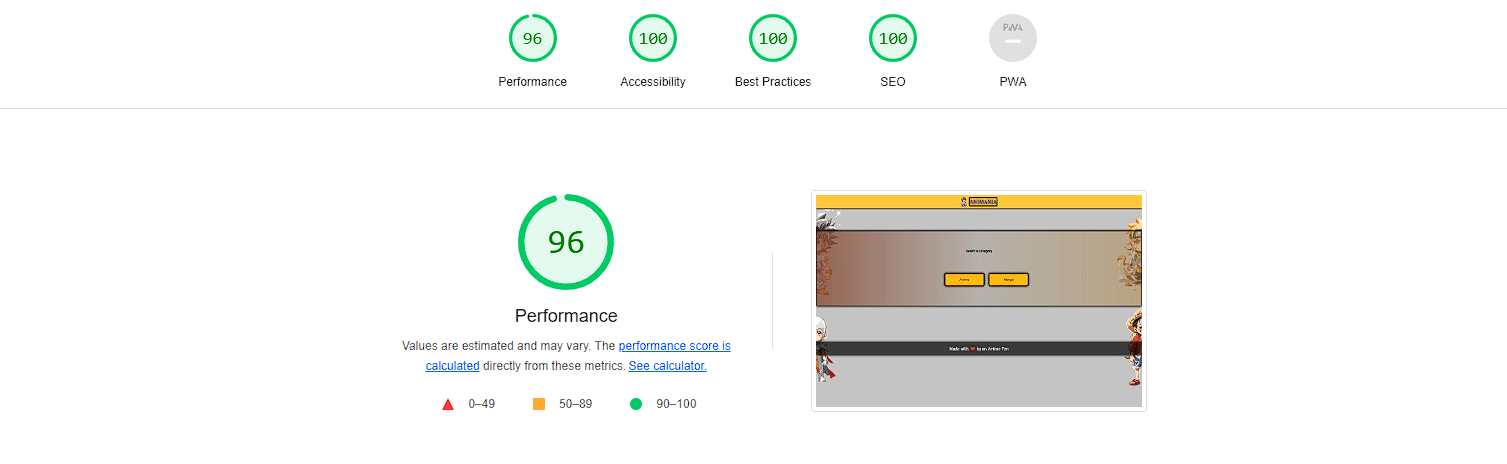 96
100
100
100
PWA
Performance
Accessibility
Best Practices
SEO
PWA
96
Performance
Values are estimated and may vary. The performance score is
calculated directly from these metrics. See calculator.
0–49
50–89
90–100
ANIMANIA
Select a Category
Anime
Manga
Made with ❤ by an Anime Fan